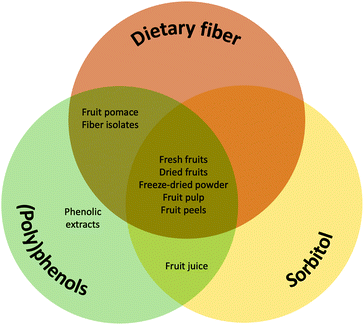 Dietary fiber
Fruit pomace
Fiber isolates
Fresh fruits
Dried fruits
Freeze-dried powder
Fruit pulp
Fruit peels
Phenolic
extracts
(Poly)phenols
Fruit juice
Sorbitol